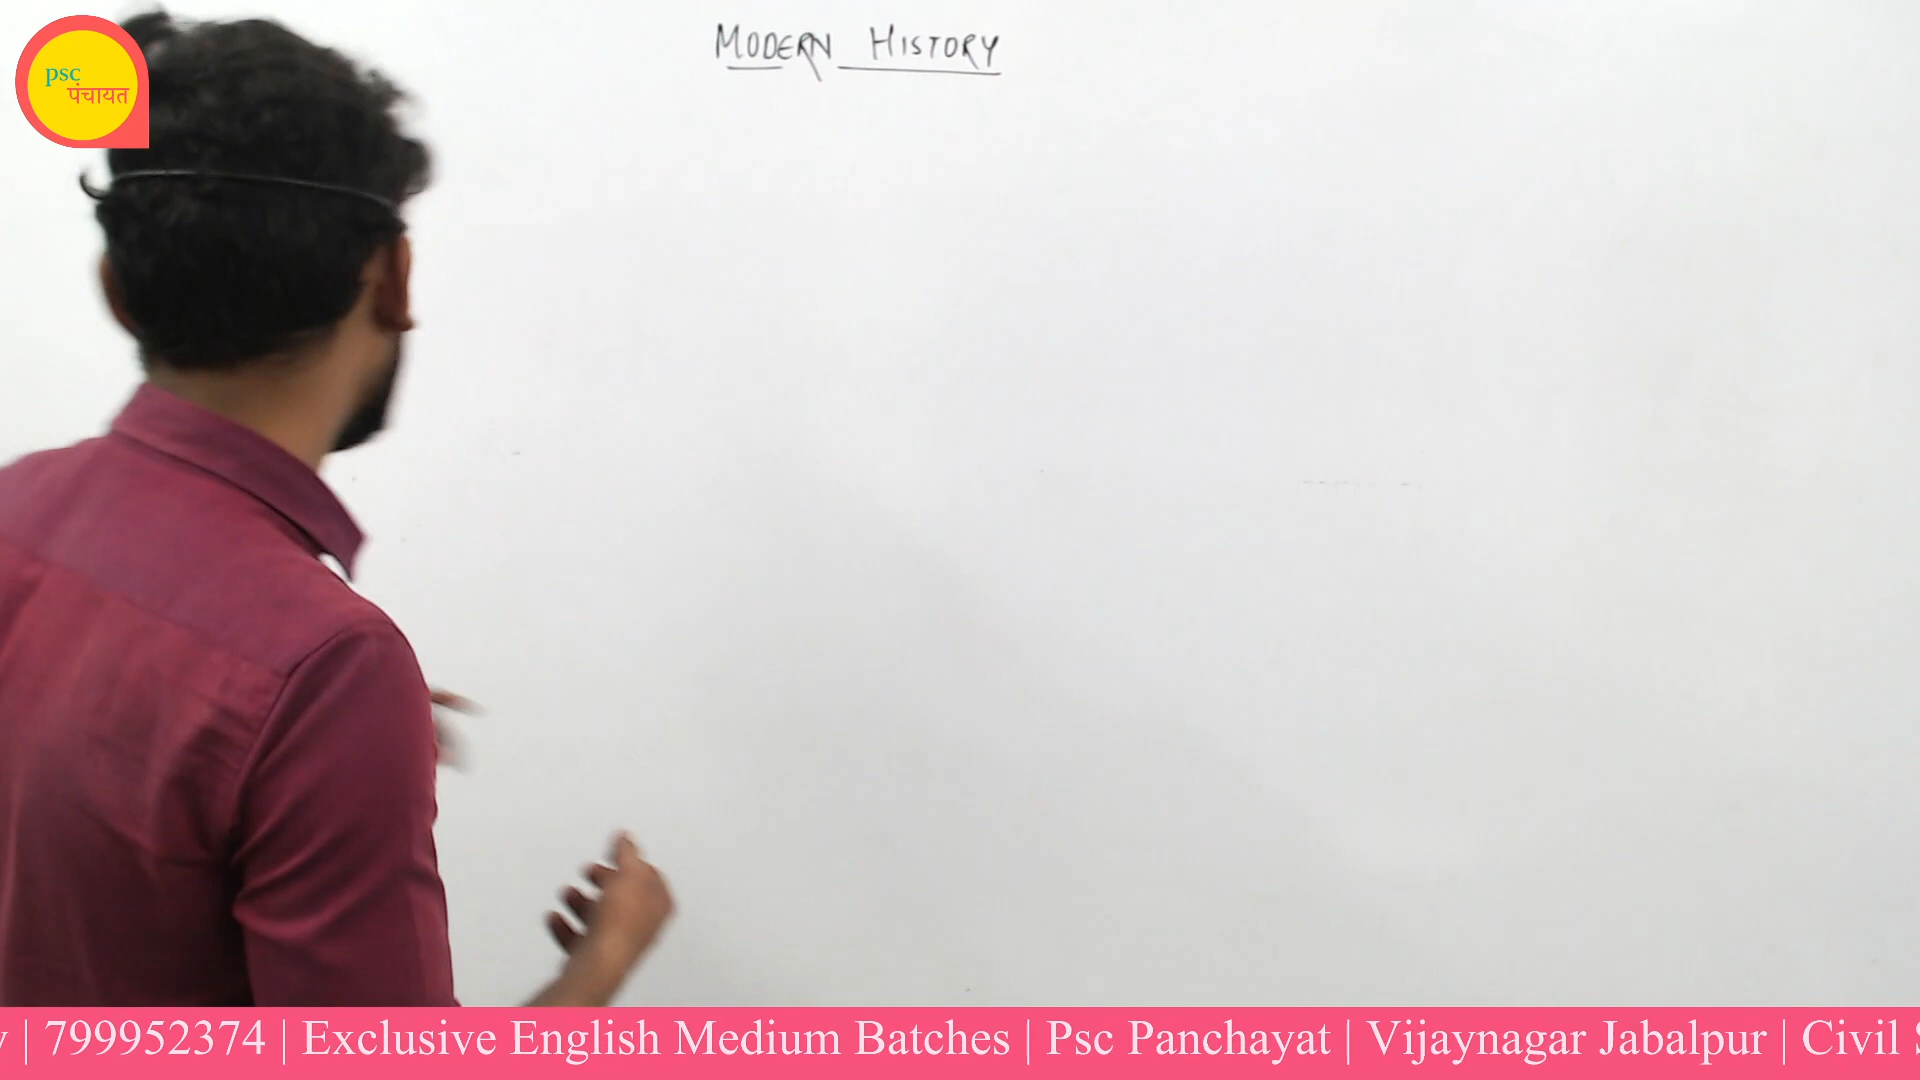 MODERN HISTORY
psc
पंचायत
| 799952374 | Exclusive English Medium Batches | Psc Panchayat | Vijaynagar Jabalpur | Civil